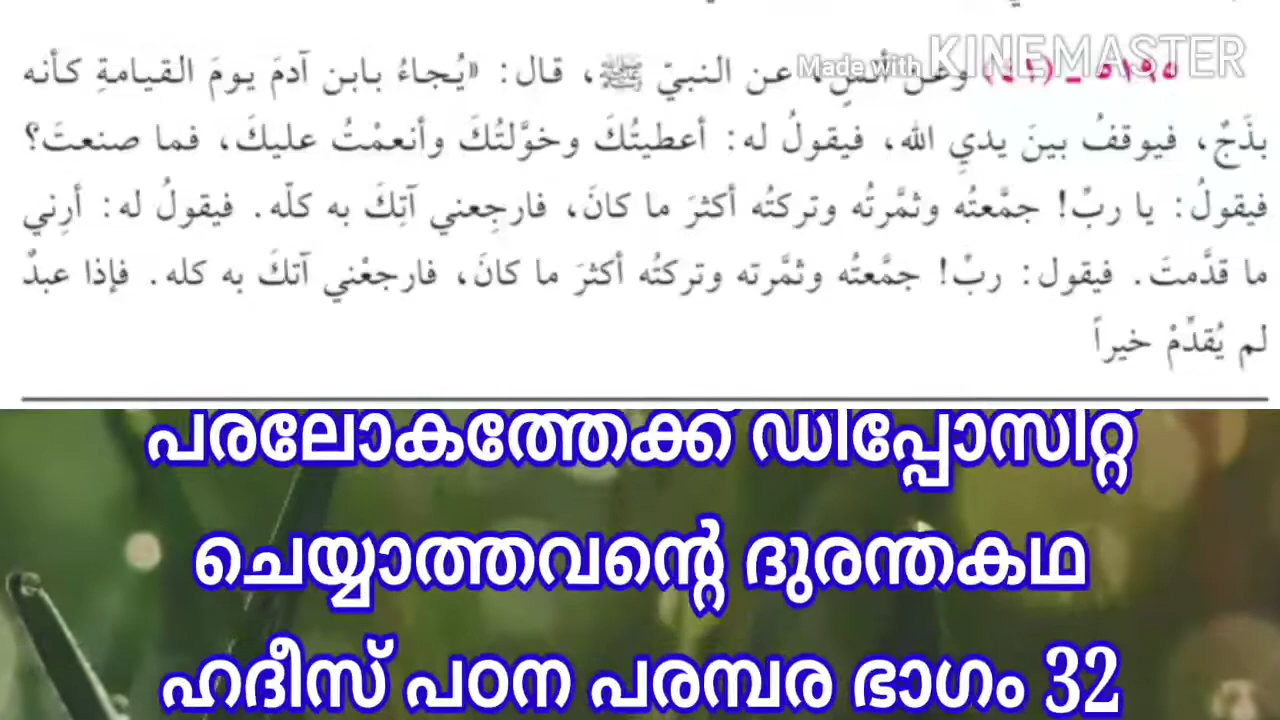 Made with KINEMASTER
٥١٩٥ ـ (٤١) وعن أنسٍ، عن النبيّ ﷺ، قال: «يُجاءُ بابن آدمَ يومَ القيامةِ كأنه
بذَجٌ، فيوقفُ بينَ يديِ الله، فيقولُ له: أعطيتُكَ وخوَّلتُكَ وأنعمْتُ عليكَ، فما صنعتَ؟
فيقولُ: يا ربِّ! جمَّعتُه وثمَّرتُه وتركتُه أكثرَ ما كانَ، فارجِعني آتِكَ به كلّه. فيقولُ له: أرِني
ما قدَّمتَ. فيقول: ربِّ! جمَّعتُه وثمَّرته وتركتُه أكثرَ ما كانَ، فارجعْني آتكَ به كله. فإذا عبدٌ
لم يُقدِّمْ خيراً
പരലോകത്തേക്ക് ഡിപ്പോസിറ്റ്
ചെയ്യാത്തവന്റെ ദുരന്തകഥ
ഹദീസ് പഠന പരമ്പര ഭാഗം 32